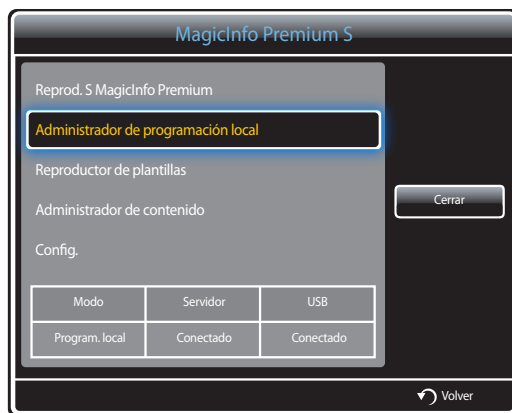 MagicInfo Premium S
Reprod. S MagicInfo Premium
Administrador de programación local
Reproductor de plantillas
Administrador de contenido
Config.
Cerrar
Modo Servidor USB
Program. local Conectado Conectado
Volver